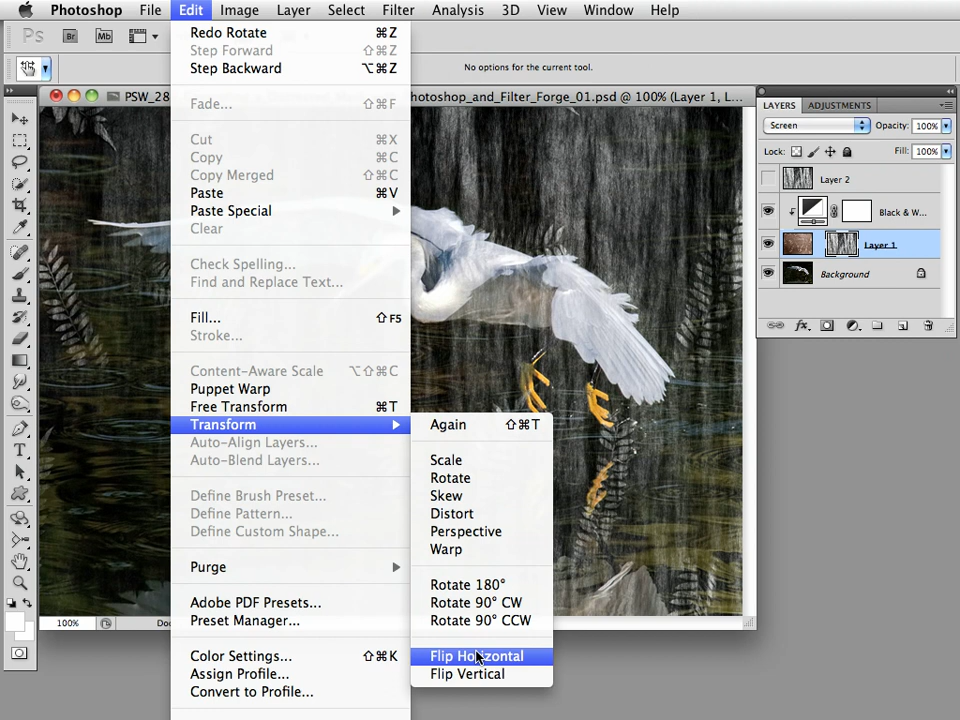 Photoshop File Edit Image Layer Select Filter Analysis 3D View Window Help
Ps Br Mb
No options for the current tool.
PSW_28
hotoshop_and_Filter_Forge_01.psd @ 100% (Layer 1, L...
Redo Rotate ⌘Z
Step Forward ⇧⌘Z
Step Backward ⌥⌘Z
Fade... ⇧⌘F
Cut ⌘X
Copy ⌘C
Copy Merged ⇧⌘C
Paste ⌘V
Paste Special
Clear
Check Spelling...
Find and Replace Text...
Fill... ⇧F5
Stroke...
Content-Aware Scale ⌥⇧⌘C
Puppet Warp
Free Transform ⌘T
Transform
Auto-Align Layers...
Auto-Blend Layers...
Define Brush Preset...
Define Pattern...
Define Custom Shape...
Purge
Adobe PDF Presets...
Preset Manager...
Color Settings... ⇧⌘K
Assign Profile...
Convert to Profile...
Again ⇧⌘T
Scale
Rotate
Skew
Distort
Perspective
Warp
Rotate 180°
Rotate 90° CW
Rotate 90° CCW
Flip Horizontal
Flip Vertical
LAYERS ADJUSTMENTS
Screen Opacity: 100%
Lock: Fill: 100%
Layer 2
Black & W...
Layer 1
Background
100% Do